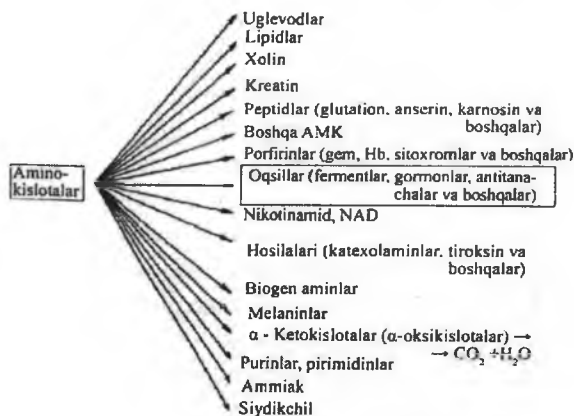 Uglevodlar
Lipidlar
Xolin
Kreatin
Peptidlar (glutation, anserin, karnosin va
boshqalar)
Boshqa AMK
Porfirinlar (gem, Hb, sitoxromlar va boshqalar)
Amino-
kislotalar
Oqsillar (fermentlar, gormonlar, antitana-
chalar va boshqalar)
Nikotinamid, NAD
Hosilalari (katexolaminlar, tiroksin va
boshqalar)
Biogen aminlar
Melaninlar
α - Ketokislotalar (α-oksikislotalar) →
→ CO₂ +H₂O
Purinlar, pirimidinlar
Ammiak
Siydikchil